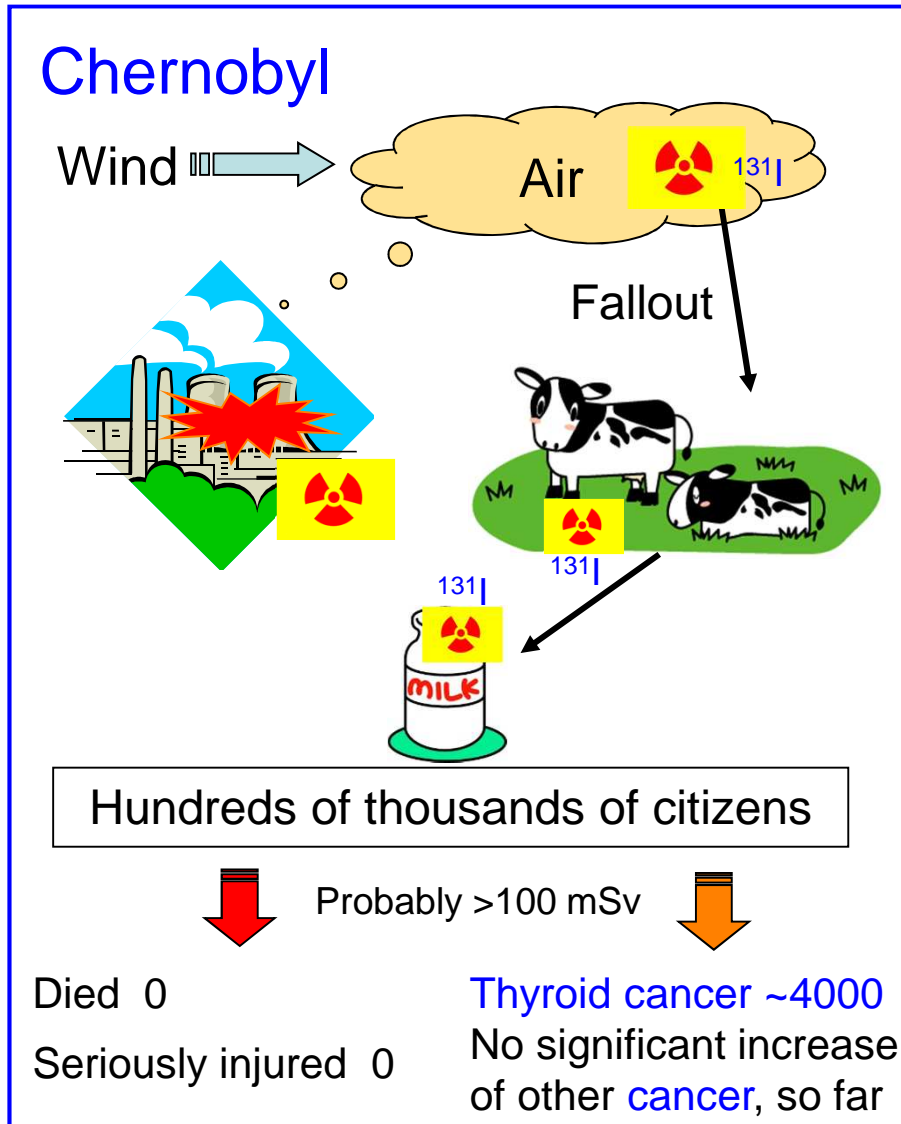 Chernobyl
Wind
Air
¹³¹I
Fallout
¹³¹I
¹³¹I
MILK
Hundreds of thousands of citizens
Probably >100 mSv
Died 0
Seriously injured 0
Thyroid cancer ~4000
No significant increase
of other cancer, so far